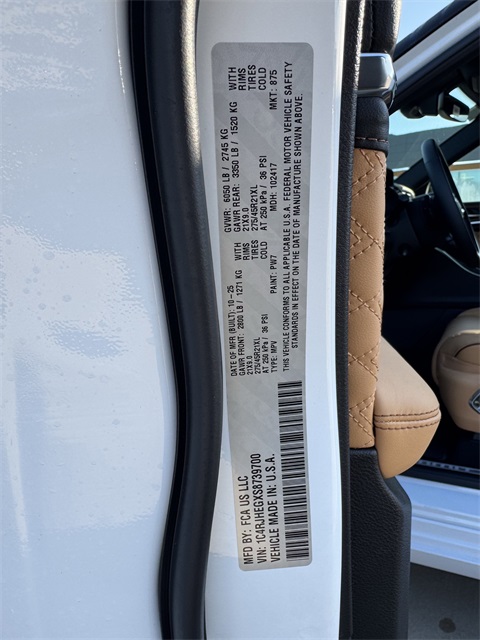 MFD BY: FCA US LLC
VIN: 1C4RJHEGXS8739700
VEHICLE MADE IN: U.S.A.
DATE OF MFR (BUILT): 10-25 GVWR: 6050 LB / 2745 KG
GAWR FRONT: 2800 LB / 1271 KG WITH GAWR REAR: 3350 LB / 1520 KG WITH
21X9.0 RIMS 21X9.0 RIMS
275/45R21XL TIRES 275/45R21XL TIRES
AT 250 kPa / 36 PSI COLD AT 250 kPa / 36 PSI COLD
TYPE: MPV PAINT: PW7 MDH: 102417 MKT: 875
THIS VEHICLE CONFORMS TO ALL APPLICABLE U.S.A. FEDERAL MOTOR VEHICLE SAFETY
STANDARDS IN EFFECT ON THE DATE OF MANUFACTURE SHOWN ABOVE.